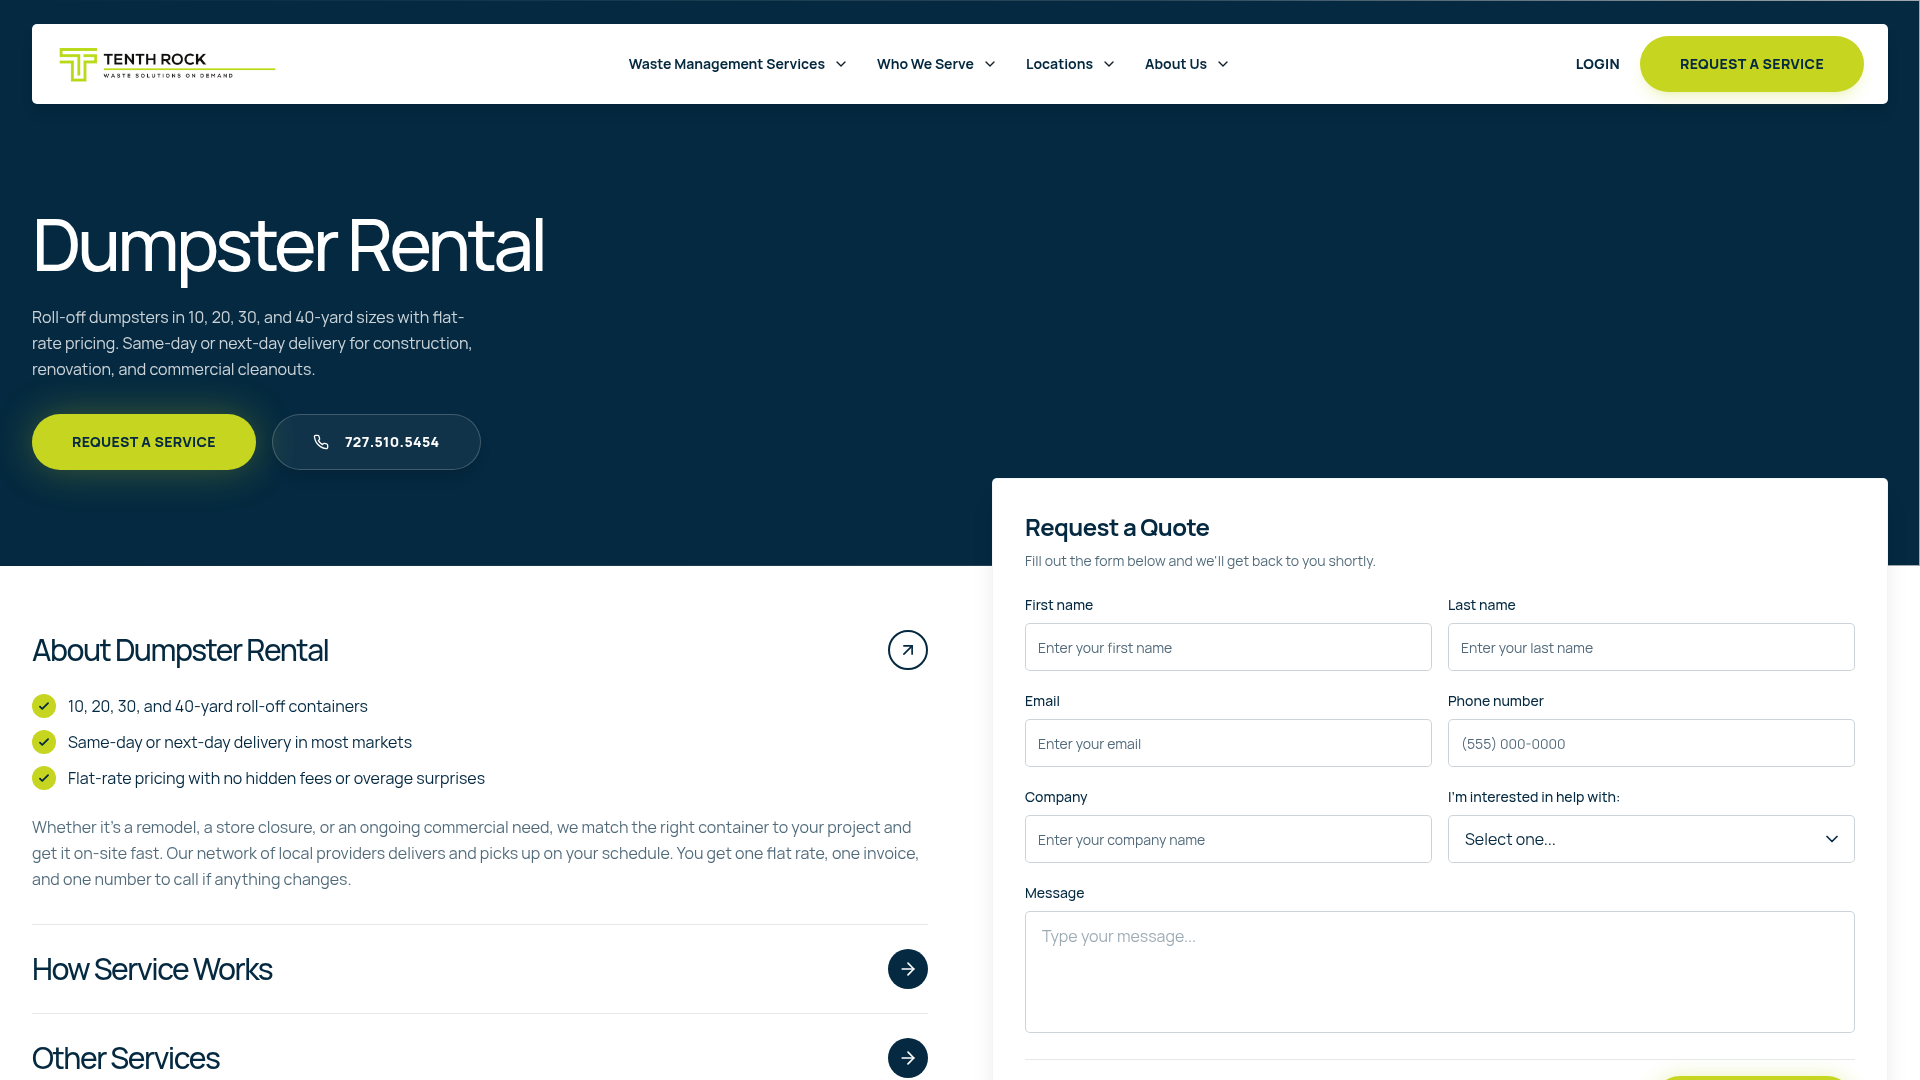 TENTH ROCK
WASTE SOLUTIONS ON DEMAND
Waste Management Services
Who We Serve
Locations
About Us
LOGIN
REQUEST A SERVICE
Dumpster Rental
Roll-off dumpsters in 10, 20, 30, and 40-yard sizes with flat-
rate pricing. Same-day or next-day delivery for construction,
renovation, and commercial cleanouts.
REQUEST A SERVICE
727.510.5454
About Dumpster Rental
10, 20, 30, and 40-yard roll-off containers
Same-day or next-day delivery in most markets
Flat-rate pricing with no hidden fees or overage surprises
Whether it's a remodel, a store closure, or an ongoing commercial need, we match the right container to your project and
get it on-site fast. Our network of local providers delivers and picks up on your schedule. You get one flat rate, one invoice,
and one number to call if anything changes.
How Service Works
Other Services
Request a Quote
Fill out the form below and we'll get back to you shortly.
First name
Last name
Enter your first name
Enter your last name
Email
Phone number
Enter your email
(555) 000-0000
Company
I'm interested in help with:
Enter your company name
Select one...
Message
Type your message...